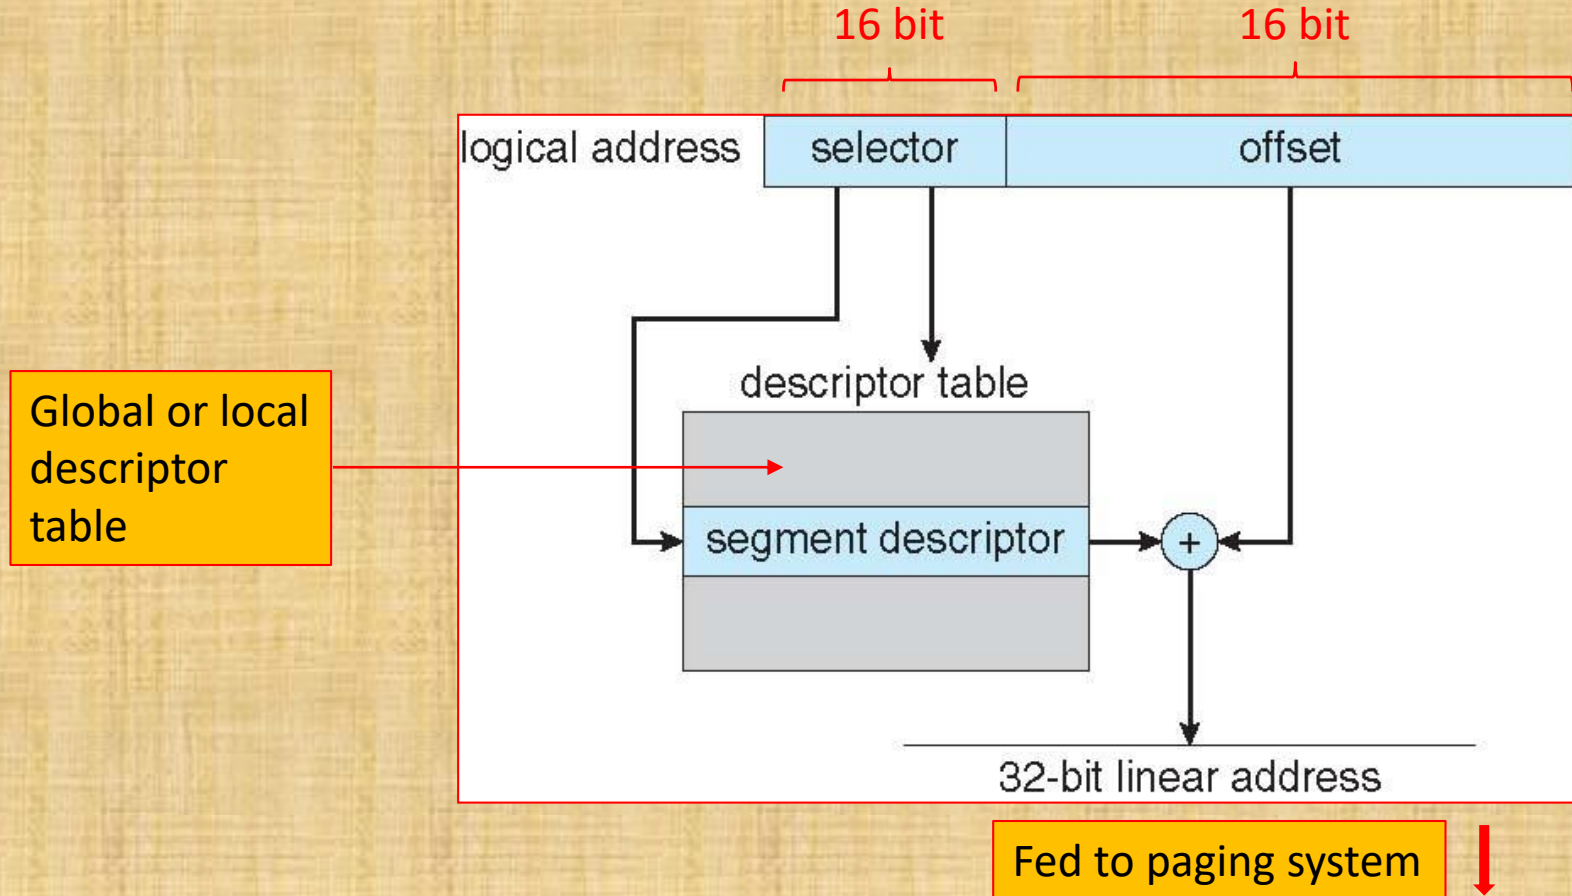 16 bit
16 bit
logical address
selector
offset
descriptor table
Global or local
descriptor
table
segment descriptor
+
32-bit linear address
Fed to paging system